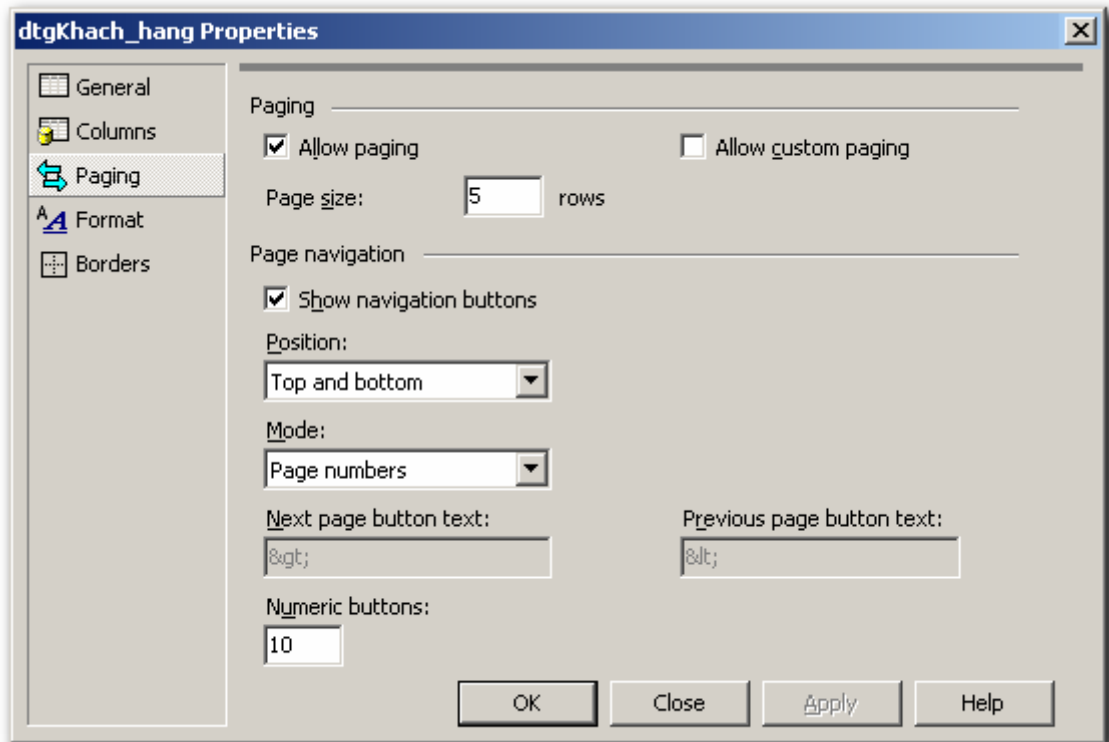 dtgKhach_hang Properties
General
Columns
Paging
Format
Borders
Paging
Allow paging
Allow custom paging
Page size: 5 rows
Page navigation
Show navigation buttons
Position:
Top and bottom
Mode:
Page numbers
Next page button text:
Previous page button text:
&gt;
&lt;
Numeric buttons:
10
OK
Close
Apply
Help